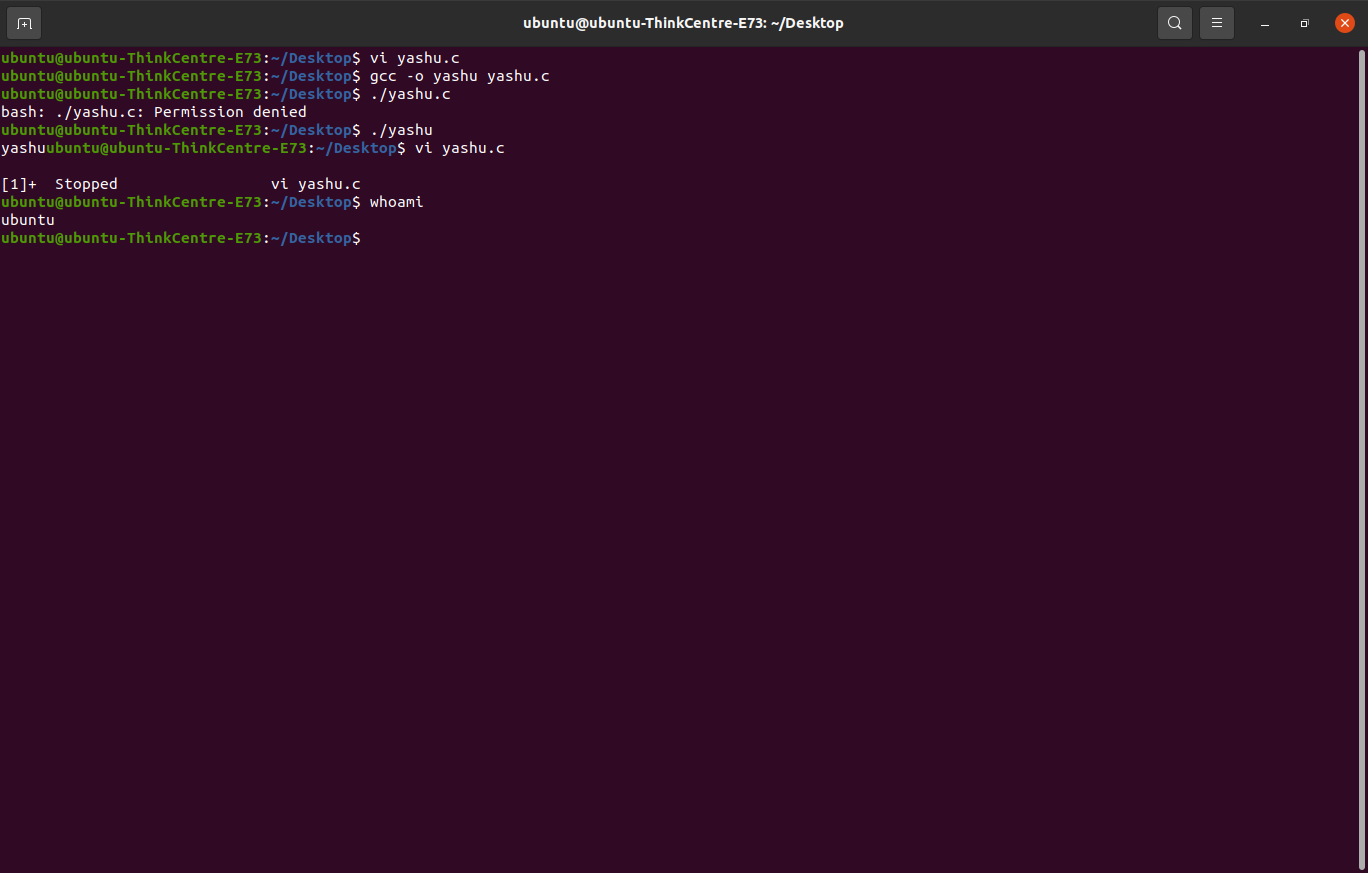 ubuntu@ubuntu-ThinkCentre-E73: ~/Desktop
ubuntu@ubuntu-ThinkCentre-E73:~/Desktop$ vi yashu.c
ubuntu@ubuntu-ThinkCentre-E73:~/Desktop$ gcc -o yashu yashu.c
ubuntu@ubuntu-ThinkCentre-E73:~/Desktop$ ./yashu.c
bash: ./yashu.c: Permission denied
ubuntu@ubuntu-ThinkCentre-E73:~/Desktop$ ./yashu
yashuubuntu@ubuntu-ThinkCentre-E73:~/Desktop$ vi yashu.c
[1]+  Stopped                 vi yashu.c
ubuntu@ubuntu-ThinkCentre-E73:~/Desktop$ whoami
ubuntu
ubuntu@ubuntu-ThinkCentre-E73:~/Desktop$